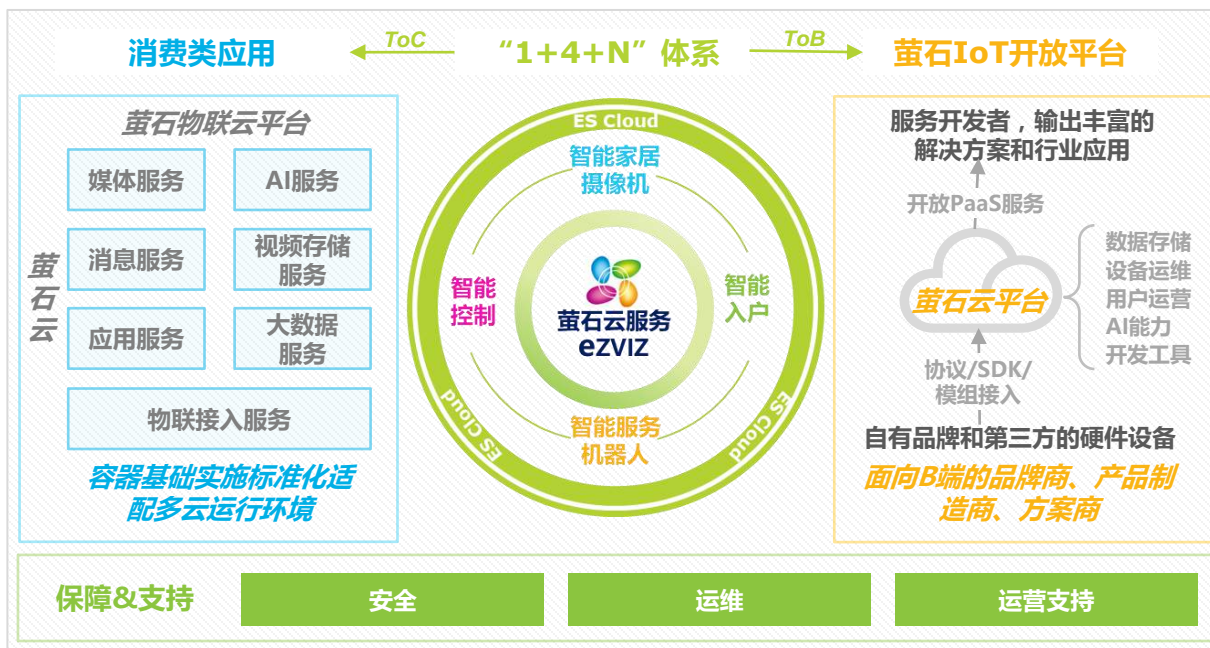 消费类应用
ToC
“1+4+N”体系
ToB
萤石IoT开放平台
萤石物联云平台
萤石云
媒体服务
AI服务
消息服务
视频存储
服务
应用服务
大数据
服务
物联接入服务
容器基础实施标准化适
配多云运行环境
ES Cloud
智能家居
摄像机
智能
控制
萤石云服务
eZVIZ
智能
入户
智能服务
机器人
ES Cloud
ES Cloud
服务开发者，输出丰富的
解决方案和行业应用
开放PaaS服务
萤石云平台
数据存储
设备运维
用户运营
AI能力
开发工具
协议/SDK/
模组接入
自有品牌和第三方的硬件设备
面向B端的品牌商、产品制
造商、方案商
保障&支持
安全
运维
运营支持